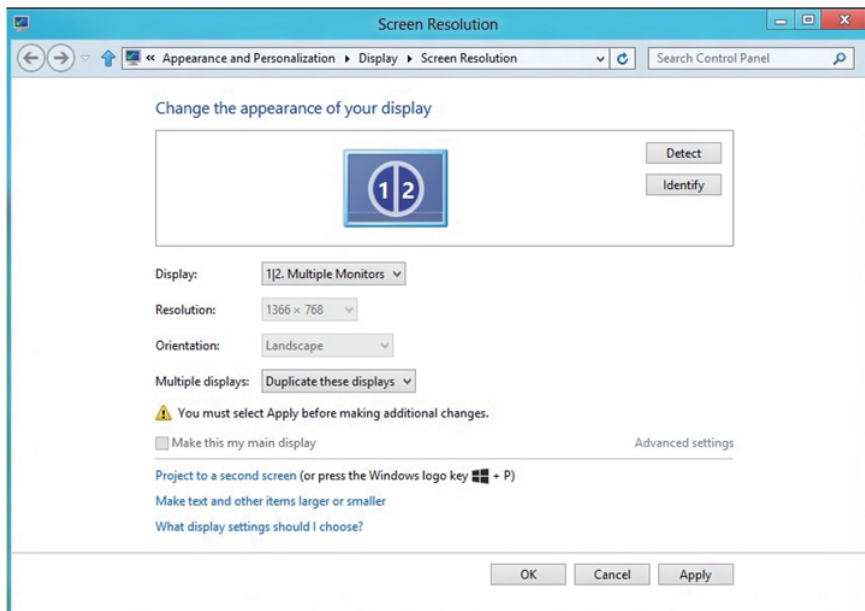 Screen Resolution
« Appearance and Personalization Display Screen Resolution Search Control Panel
Change the appearance of your display
Detect
1 2
Identify
Display: 1|2. Multiple Monitors
Resolution: 1366 × 768
Orientation: Landscape
Multiple displays: Duplicate these displays
You must select Apply before making additional changes.
Make this my main display Advanced settings
Project to a second screen (or press the Windows logo key + P)
Make text and other items larger or smaller
What display settings should I choose?
OK Cancel Apply